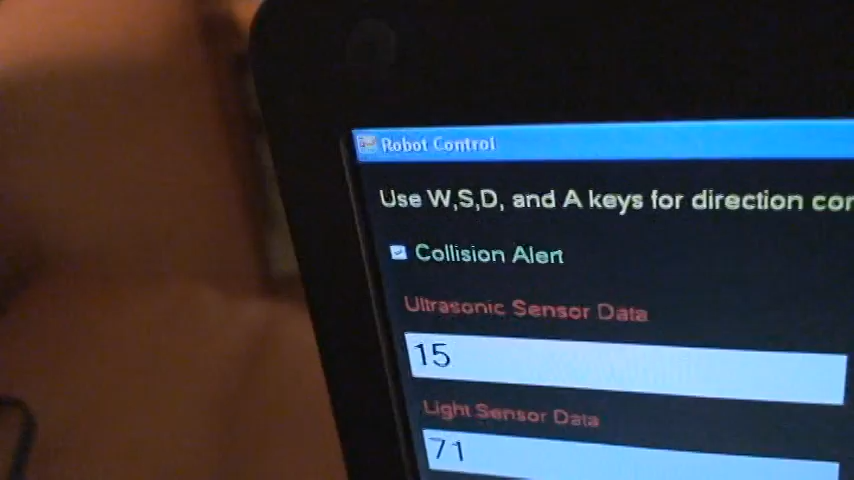 Robot Control
Use W,S,D, and A keys for direction
Collision Alert
Ultrasonic Sensor Data
15
Light Sensor Data
71